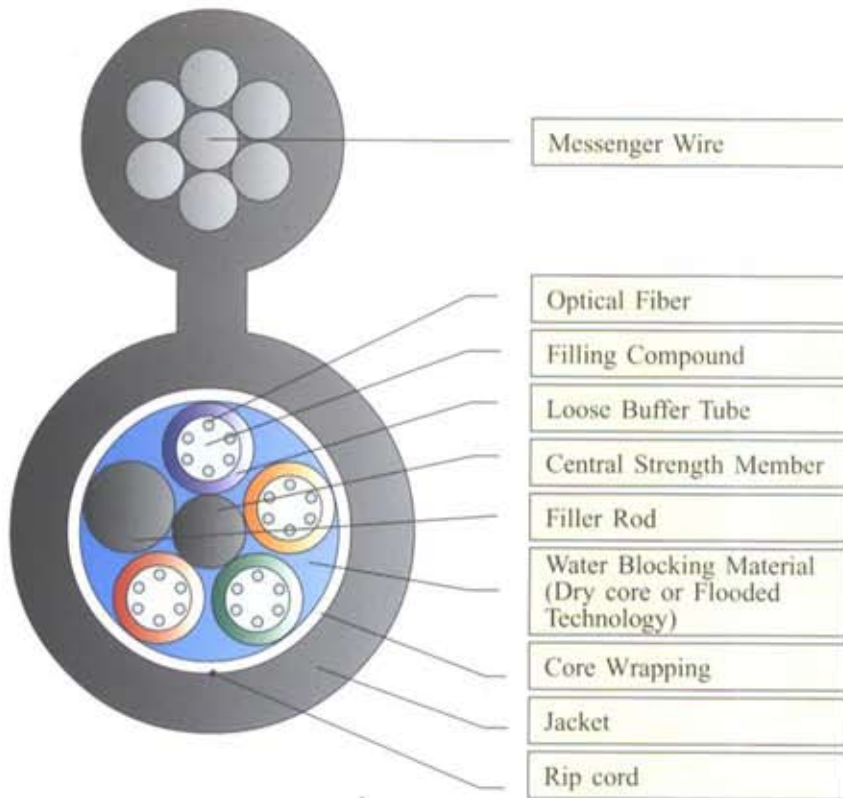 Messenger Wire
Optical Fiber
Filling Compound
Loose Buffer Tube
Central Strength Member
Filler Rod
Water Blocking Material
(Dry core or Flooded
Technology)
Core Wrapping
Jacket
Rip cord